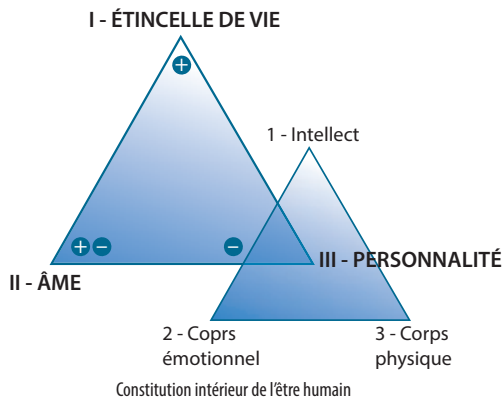 I - ÉTINCELLE DE VIE
+
1 - Intellect
+ − −
III - PERSONNALITÉ
II - ÂME
2 - Coprs
émotionnel
3 - Corps
physique
Constitution intérieur de l'être humain